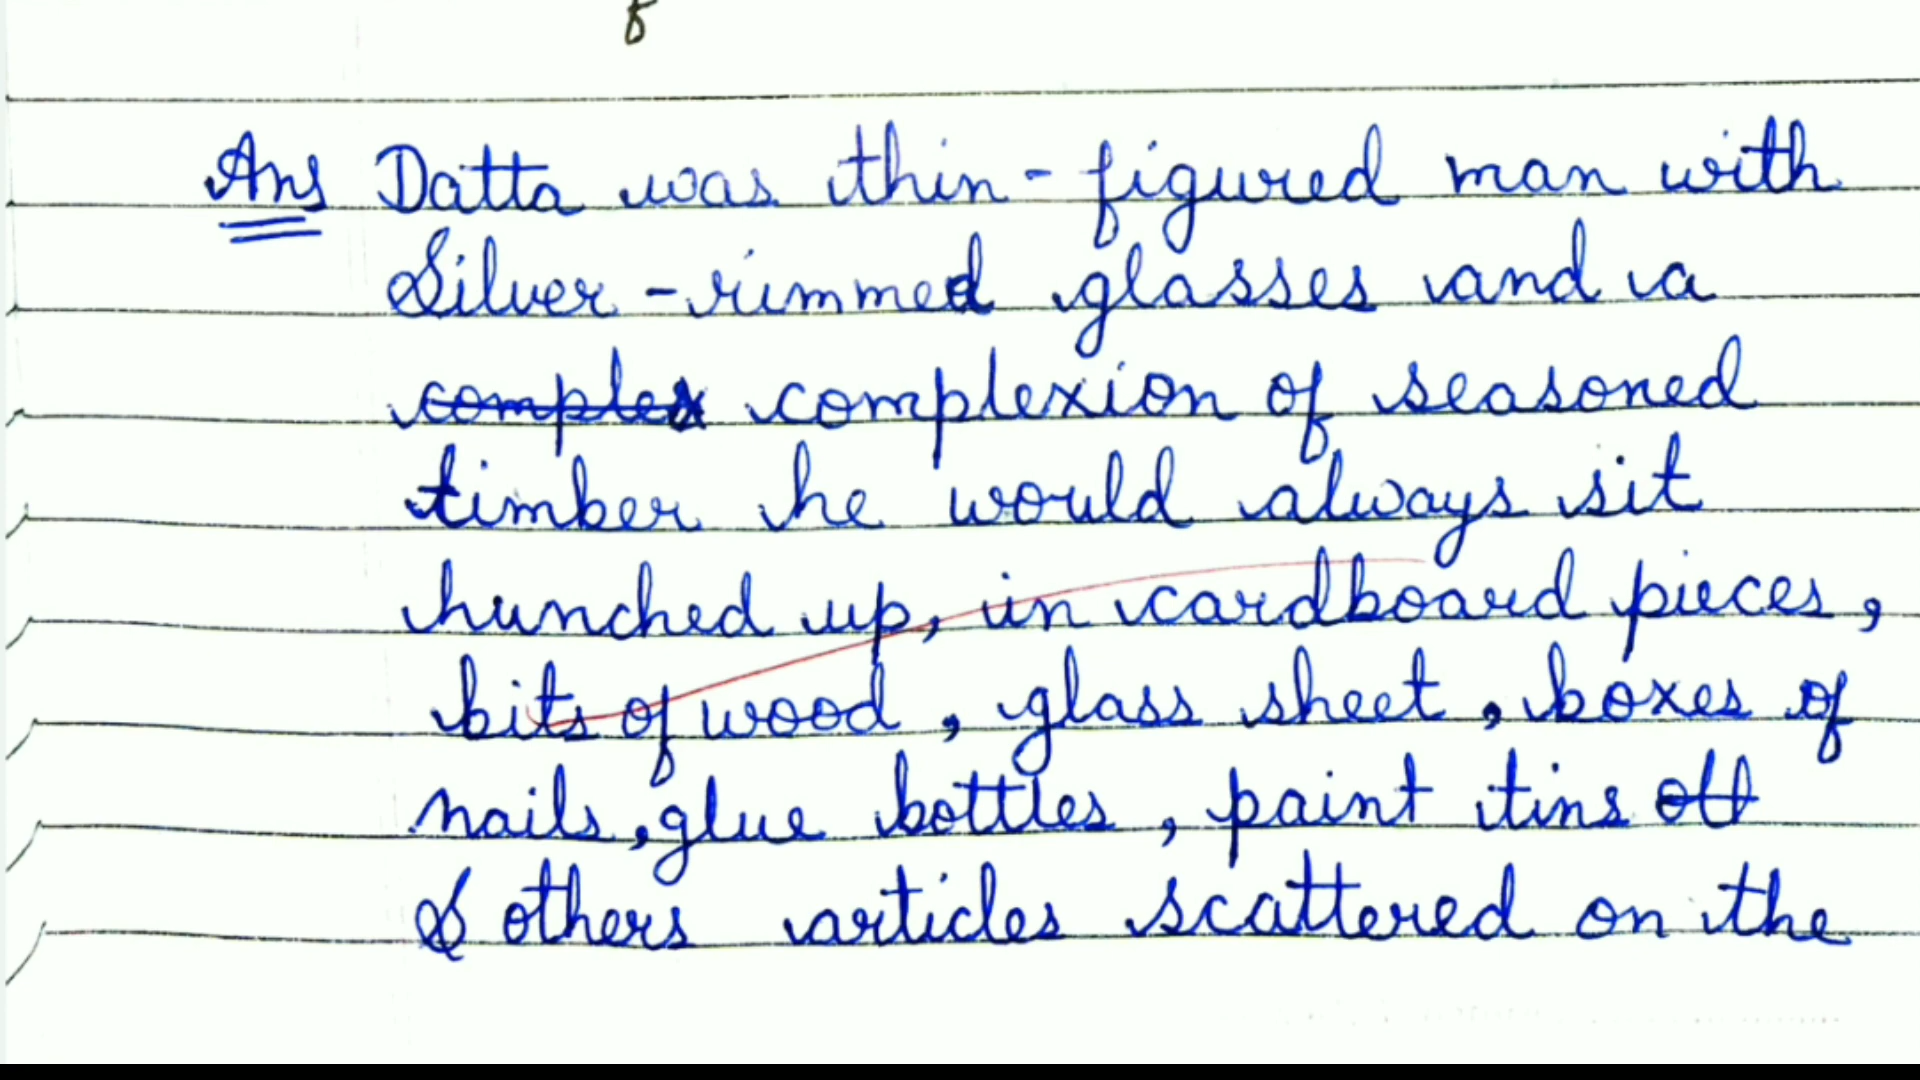 Ans Datta was thin-figured man with
Silver-rimmed glasses and a
complex complexion of seasoned
timber he would always sit
hunched up, in cardboard pieces,
bits of wood, glass sheet, boxes of
nails, glue bottles, paint tins
& others articles scattered on the